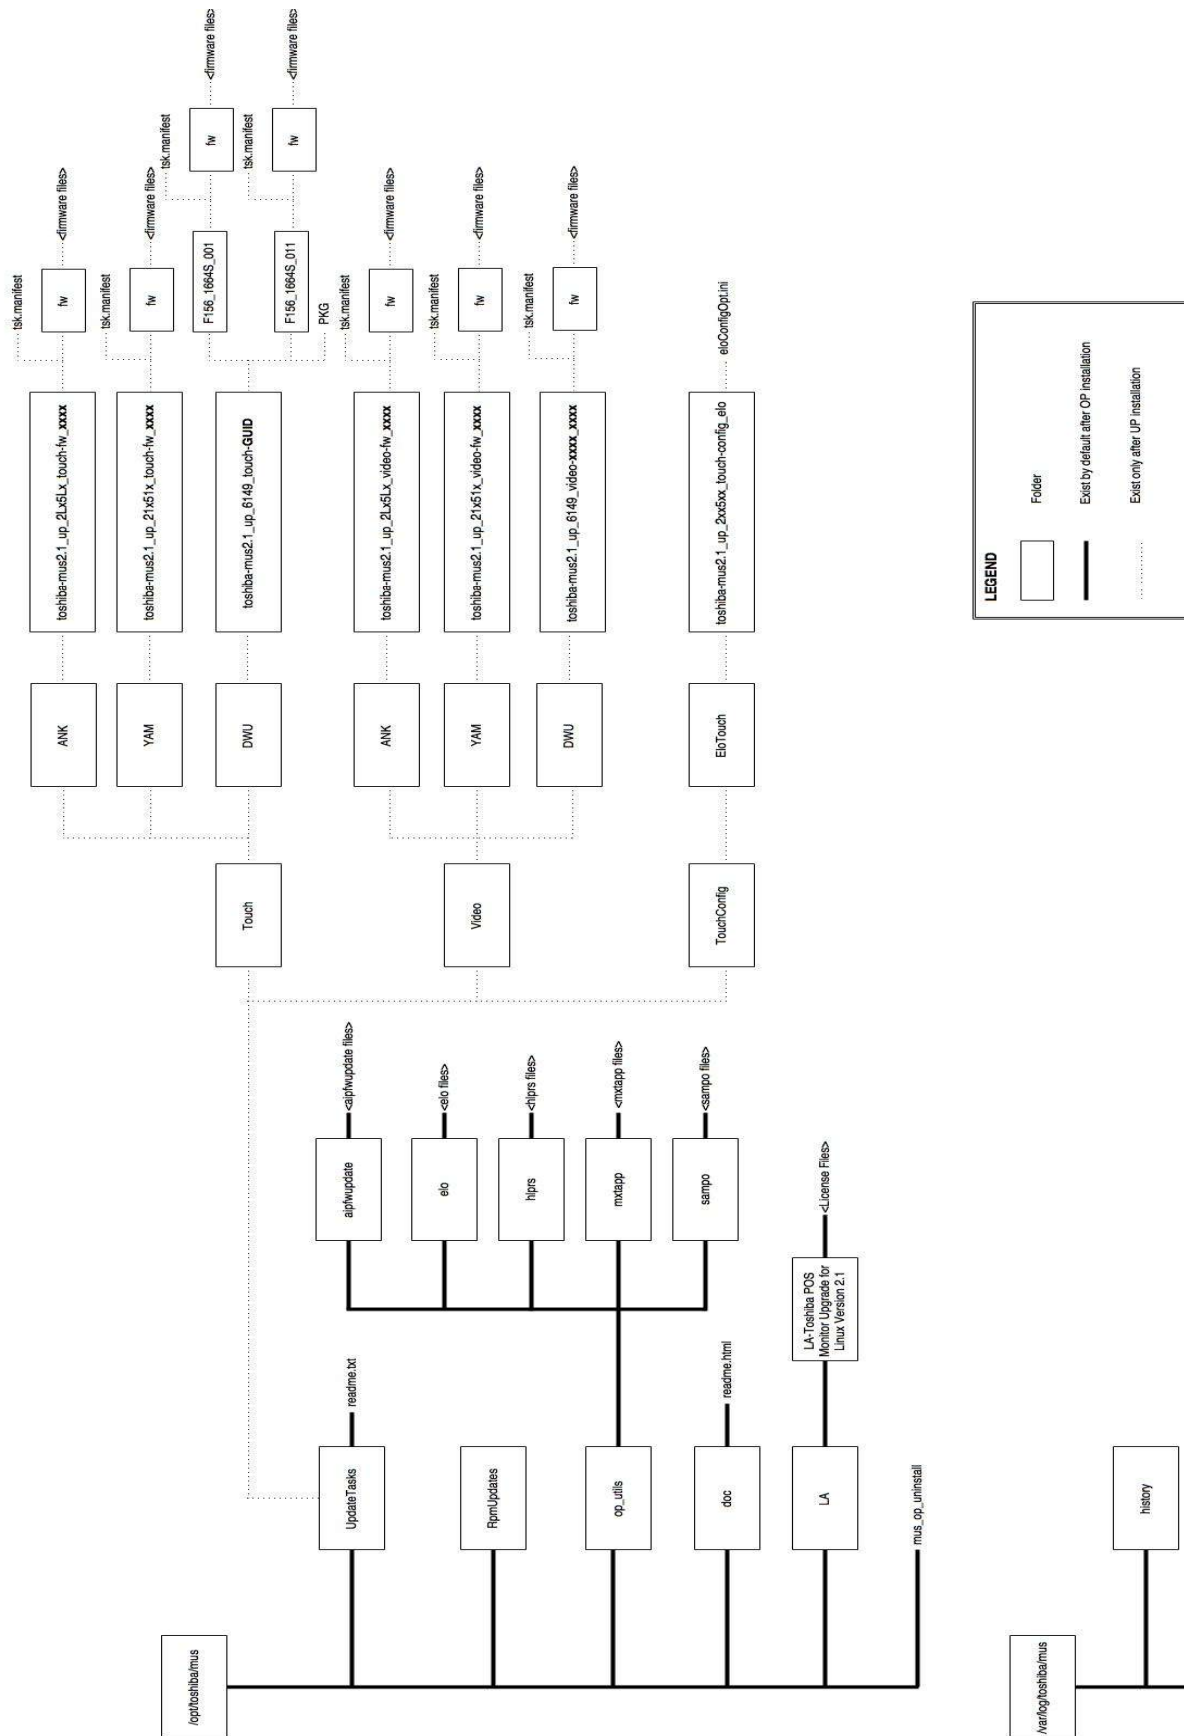 /opt/toshiba/mus
UpdateTasks
readme.txt
Touch
ANK
toshiba-mus2.1_up_2Lx5Lx_touch-fw_xxxx
tsk.manifest
fw
<firmware files>
YAM
toshiba-mus2.1_up_21x51x_touch-fw_xxxx
tsk.manifest
fw
<firmware files>
DWU
toshiba-mus2.1_up_6149_touch-GUID
F156_1664S_001
tsk.manifest
fw
<firmware files>
F156_1664S_011
tsk.manifest
fw
<firmware files>
PKG
Video
ANK
toshiba-mus2.1_up_2Lx5Lx_video-fw_xxxx
tsk.manifest
fw
<firmware files>
YAM
toshiba-mus2.1_up_21x51x_video-fw_xxxx
tsk.manifest
fw
<firmware files>
DWU
toshiba-mus2.1_up_6149_video-xxxx_xxxx
tsk.manifest
fw
<firmware files>
TouchConfig
EloTouch
toshiba-mus2.1_up_2xx5xx_touch-config_elo
eloConfigOpt.ini
RpmUpdates
op_utils
aipfwupdate
<aipfwupdate files>
elo
<elo files>
hlprs
<hlprs files>
mxtapp
<mxtapp files>
sampo
<sampo files>
doc
readme.html
LA
LA-Toshiba POS
Monitor Upgrade for
Linux Version 2.1
<License Files>
mus_op_uninstall
/var/log/toshiba/mus
history
LEGEND
Folder
Exist by default after OP installation
Exist only after UP installation